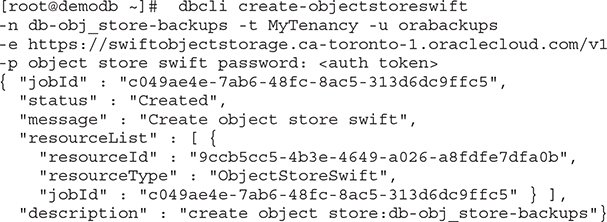 [root@demodb ~]#  dbcli create-objectstoreswift
-n db-obj_store-backups -t MyTenancy -u orabackups
-e https://swiftobjectstorage.ca-toronto-1.oraclecloud.com/v1
-p object store swift password: <auth token>
{ "jobId" : "c049ae4e-7ab6-48fc-8ac5-313d6dc9ffc5",
"status" : "Created",
"message" : "Create object store swift",
"resourceList" : [ {
"resourceId" : "9ccb5cc5-4b3e-4649-a026-a8fdfe7dfa0b",
"resourceType" : "ObjectStoreSwift",
"jobId" : "c049ae4e-7ab6-48fc-8ac5-313d6dc9ffc5" } ],
"description" : "create object store:db-obj_store-backups"}